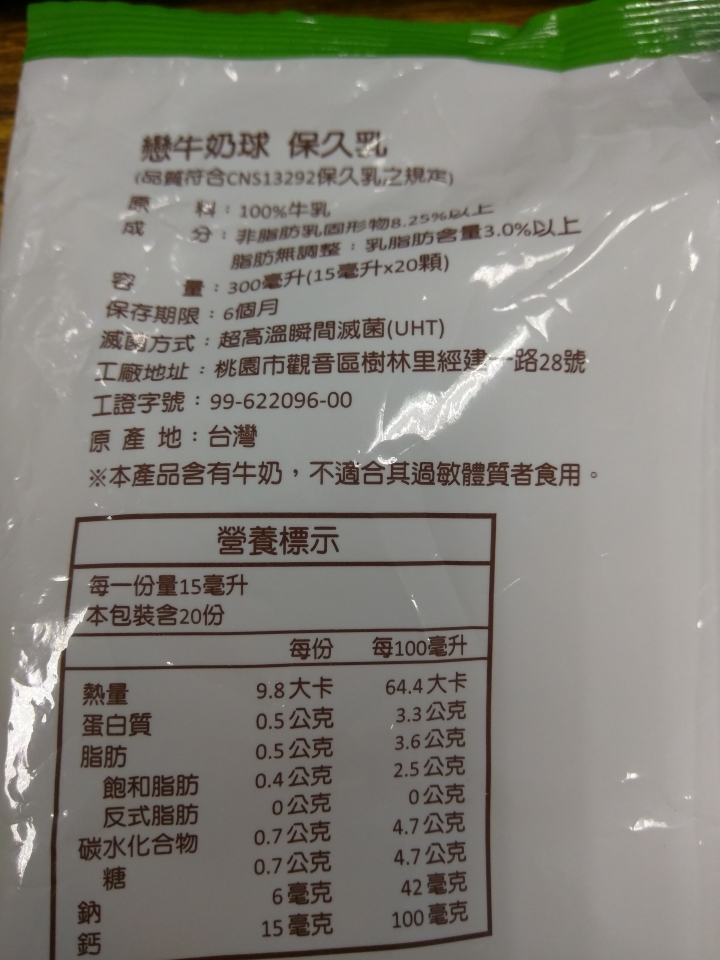 戀牛奶球 保久乳
(品質符合CNS13292保久乳之規定)
原 料：100%牛乳
成 分：非脂肪乳固形物8.25%以上
脂肪無調整：乳脂肪含量3.0%以上
容 量：300毫升(15毫升x20顆)
保存期限：6個月
滅菌方式：超高溫瞬間滅菌(UHT)
工廠地址：桃園市觀音區樹林里經建一路28號
工證字號：99-622096-00
原 產 地：台灣
※本產品含有牛奶，不適合其過敏體質者食用。
營養標示
每一份量15毫升
本包裝含20份
每份 每100毫升
熱量 9.8大卡 64.4大卡
蛋白質 0.5公克 3.3公克
脂肪 0.5公克 3.6公克
飽和脂肪 0.4公克 2.5公克
反式脂肪 0公克 0公克
碳水化合物 0.7公克 4.7公克
糖 0.7公克 4.7公克
鈉 6毫克 42毫克
鈣 15毫克 100毫克